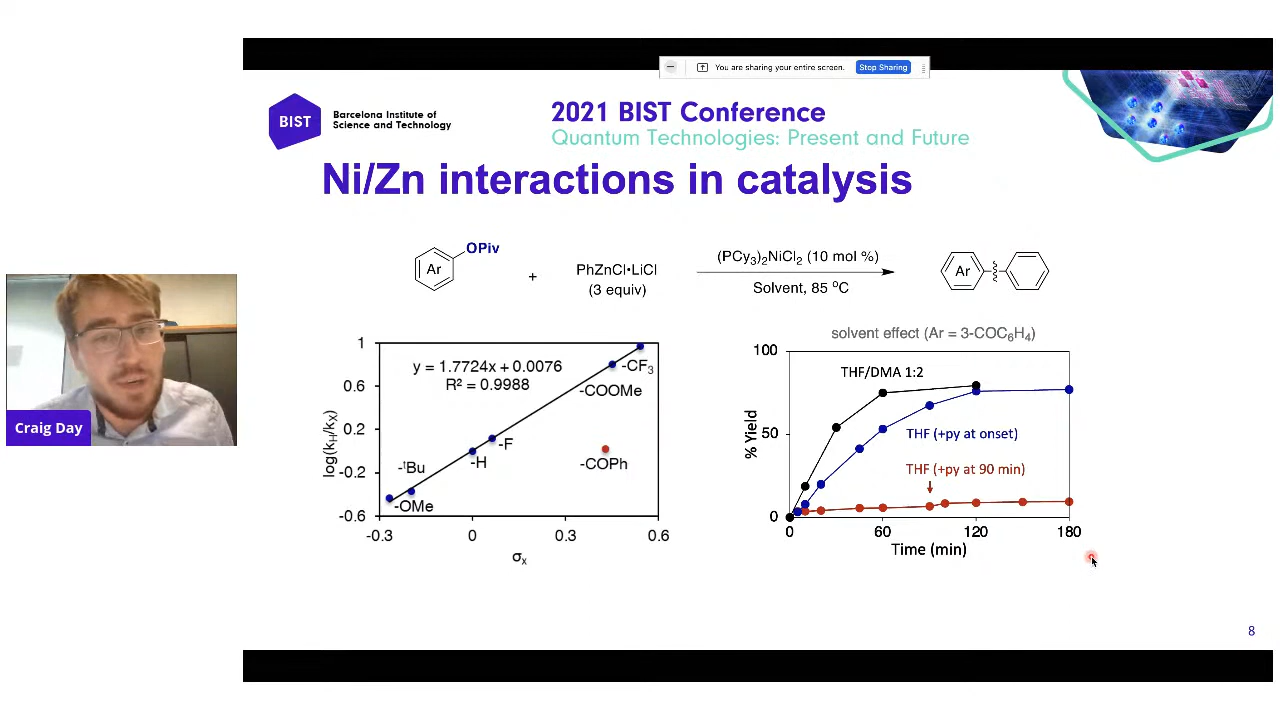 You are sharing your entire screen.
Stop Sharing
BIST
Barcelona Institute of
Science and Technology
2021 BIST Conference
Quantum Technologies: Present and Future
Ni/Zn interactions in catalysis
OPiv
Ar
+
PhZnCl•LiCl
(3 equiv)
(PCy₃)₂NiCl₂ (10 mol %)
Solvent, 85 ⁰C
Ar
y = 1.7724x + 0.0076
R² = 0.9988
log(kH/kX)
1
0.6
0.2
-0.2
-0.6
-CF₃
-COOMe
-F
-H
-COPh
-ᵗBu
-OMe
-0.3
0
0.3
0.6
σₓ
solvent effect (Ar = 3-COC₆H₄)
% Yield
100
50
0
THF/DMA 1:2
THF (+py at onset)
THF (+py at 90 min)
0
60
120
180
Time (min)
Craig Day
8